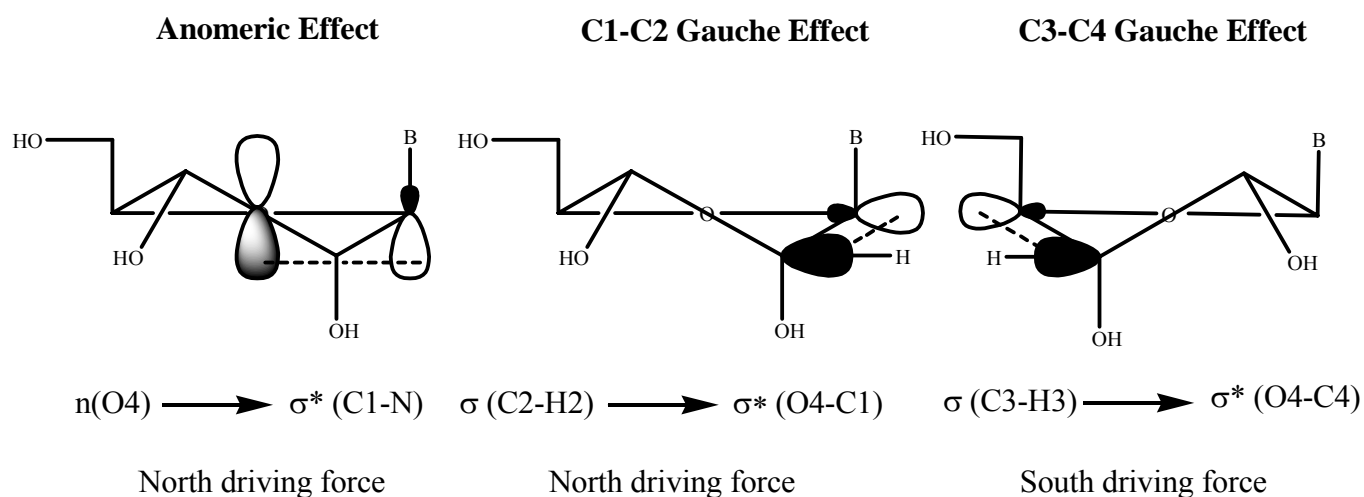 Anomeric Effect
C1-C2 Gauche Effect
C3-C4 Gauche Effect
HO
B
HO
OH
HO
B
O
HO
H
OH
HO
B
O
H
OH
OH
n(O4) σ* (C1-N)
σ (C2-H2) σ* (O4-C1)
σ (C3-H3) σ* (O4-C4)
North driving force
North driving force
South driving force